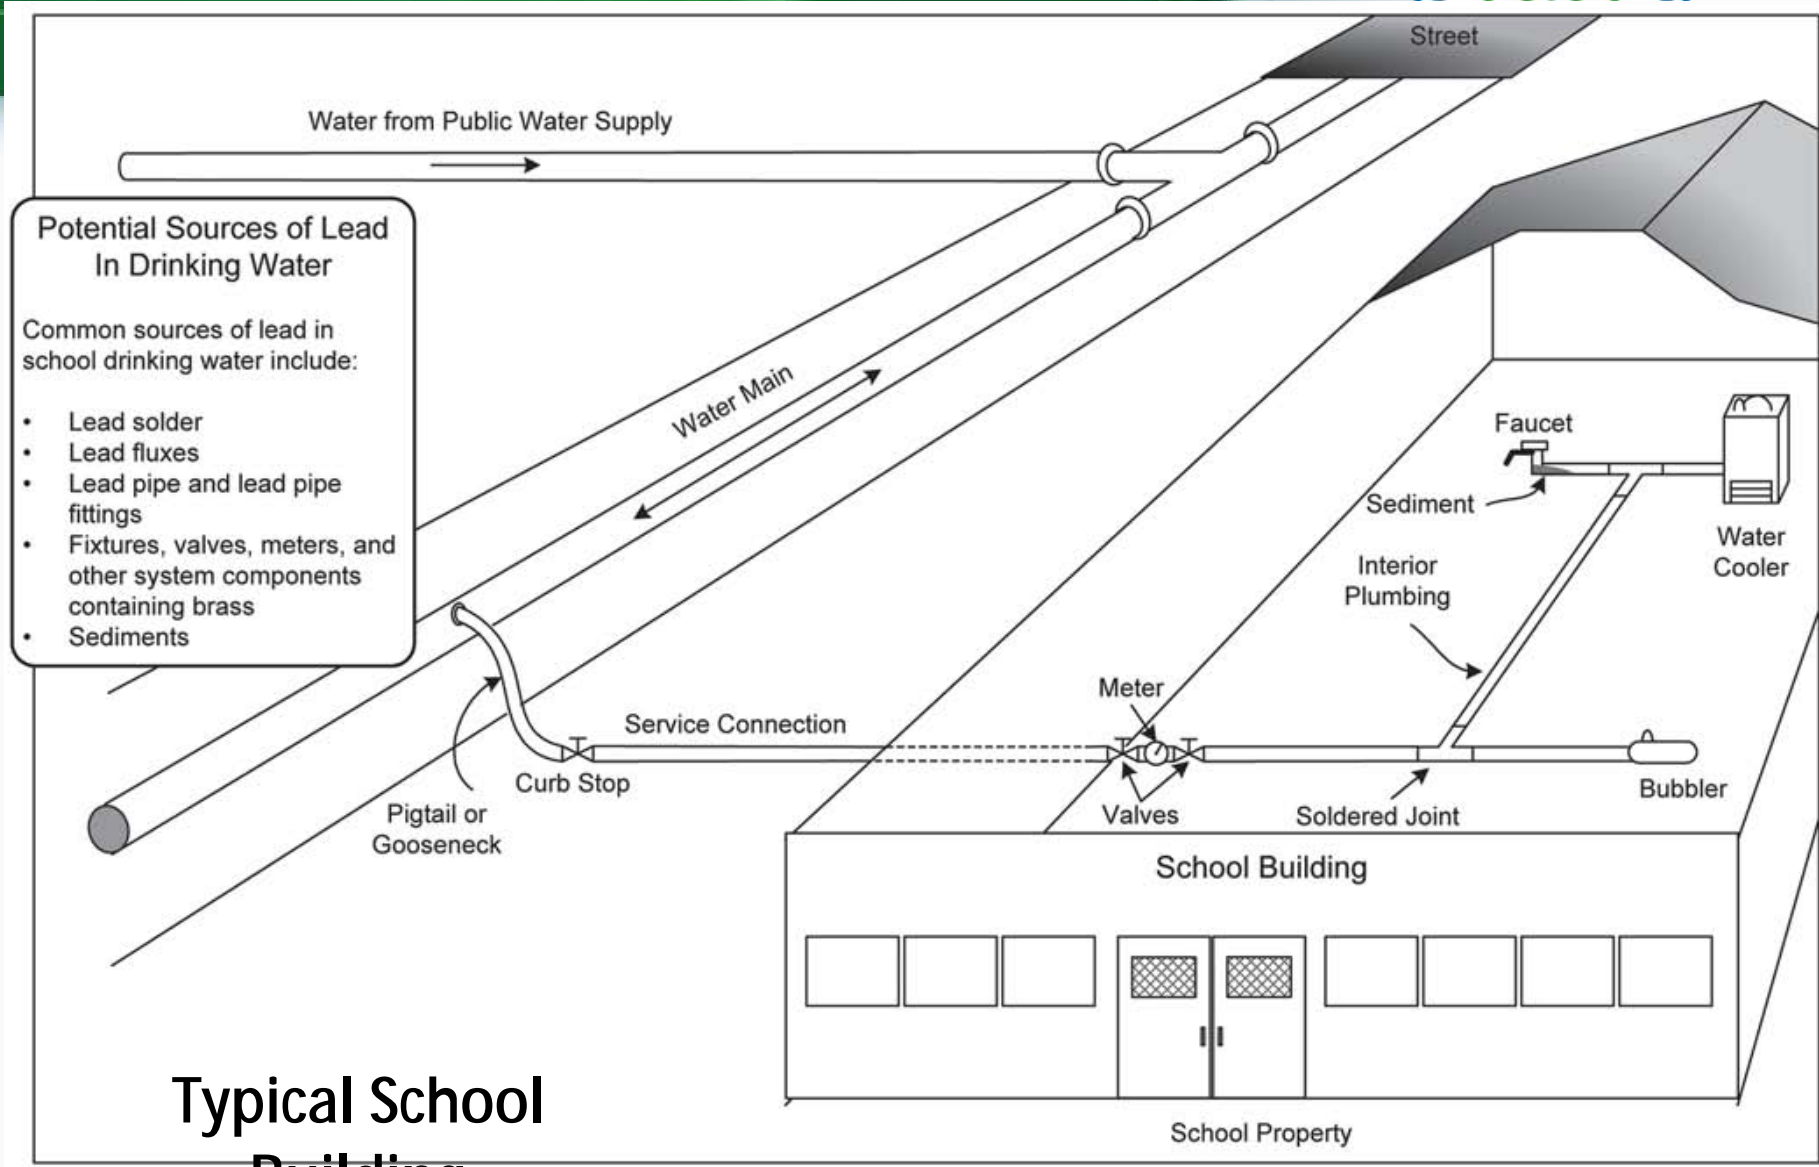 Street
Water from Public Water Supply
Potential Sources of Lead
In Drinking Water
Common sources of lead in
school drinking water include:
• Lead solder
• Lead fluxes
• Lead pipe and lead pipe
fittings
• Fixtures, valves, meters, and
other system components
containing brass
• Sediments
Water Main
Faucet
Sediment
Water
Cooler
Interior
Plumbing
Meter
Service Connection
Curb Stop
Pigtail or
Gooseneck
Valves
Soldered Joint
Bubbler
School Building
School Property
Typical School
Building